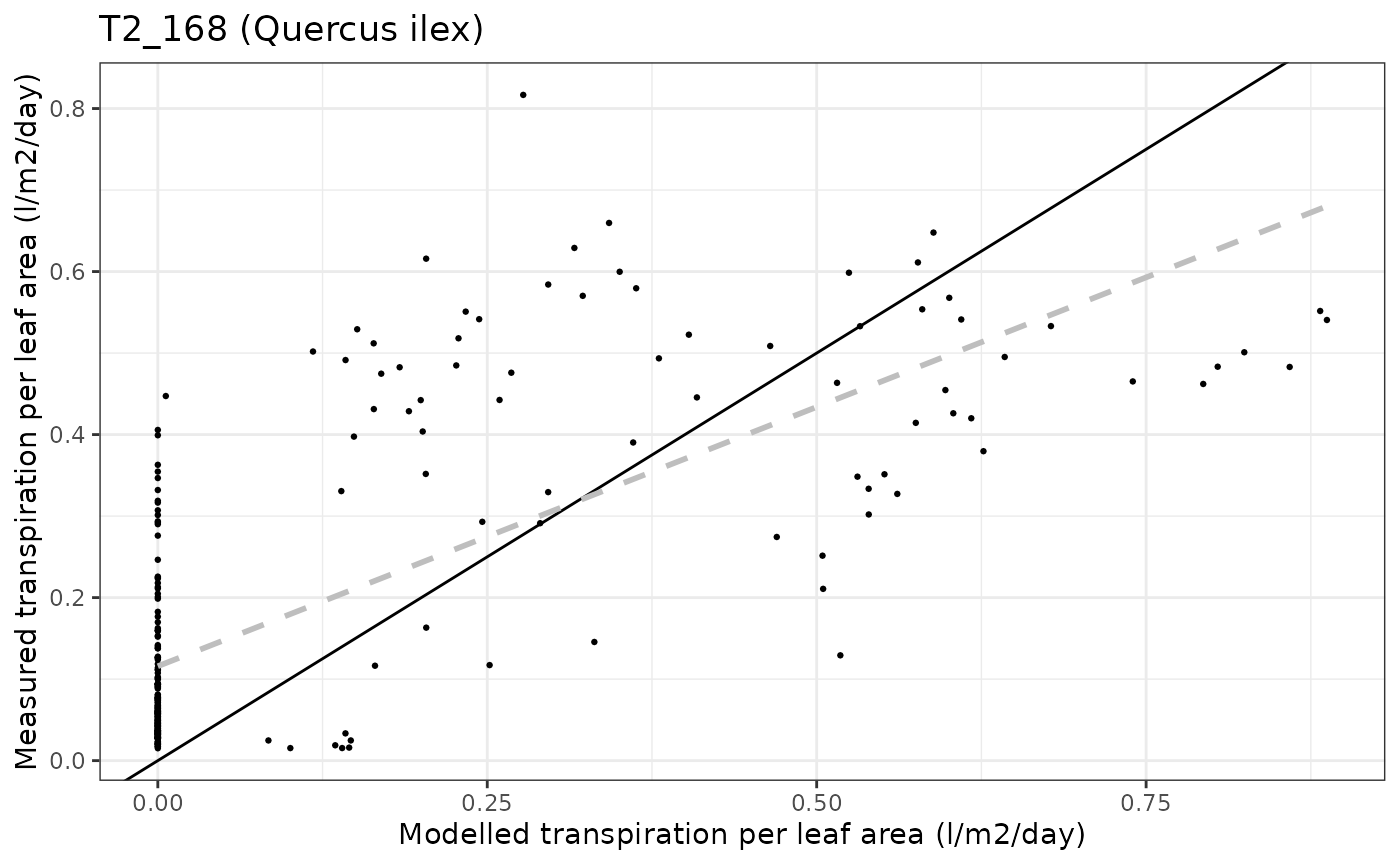 T2_168 (Quercus ilex)
Measured transpiration per leaf area (l/m2/day)
0.8
0.6
0.4
0.2
0.0
0.00 0.25 0.50 0.75
Modelled transpiration per leaf area (l/m2/day)